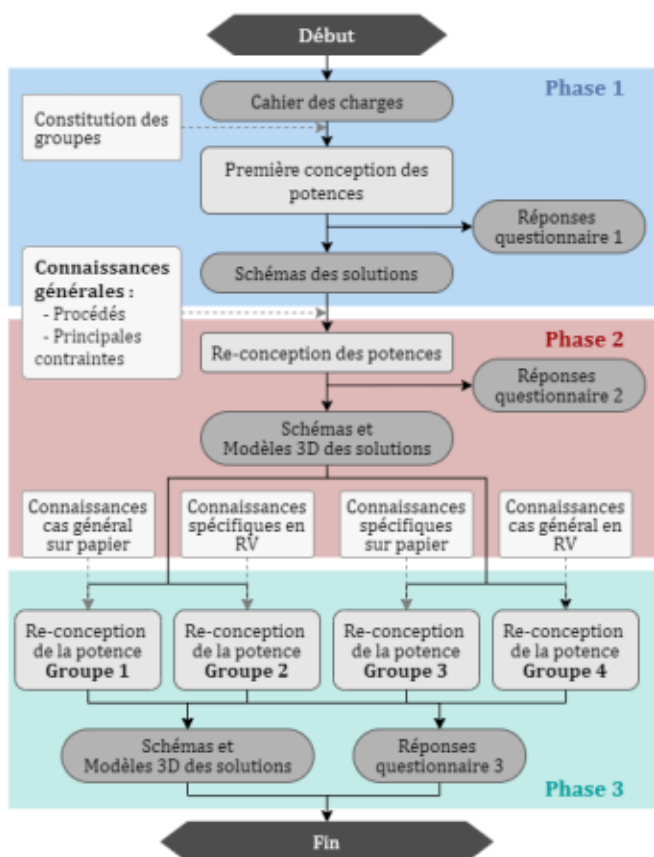 Début
Phase 1
Cahier des charges
Constitution des
groupes
Première conception des
potences
Réponses
questionnaire 1
Connaissances
générales :
- Procédés
- Principales
contraintes
Schémas des solutions
Phase 2
Re-conception des potences
Réponses
questionnaire 2
Schémas et
Modèles 3D des solutions
Connaissances
cas général
sur papier
Connaissances
spécifiques en
RV
Connaissances
spécifiques
sur papier
Connaissances
cas général en
RV
Re-conception
de la potence
Groupe 1
Re-conception
de la potence
Groupe 2
Re-conception
de la potence
Groupe 3
Re-conception
de la potence
Groupe 4
Schémas et
Modèles 3D des solutions
Réponses
questionnaire 3
Phase 3
Fin